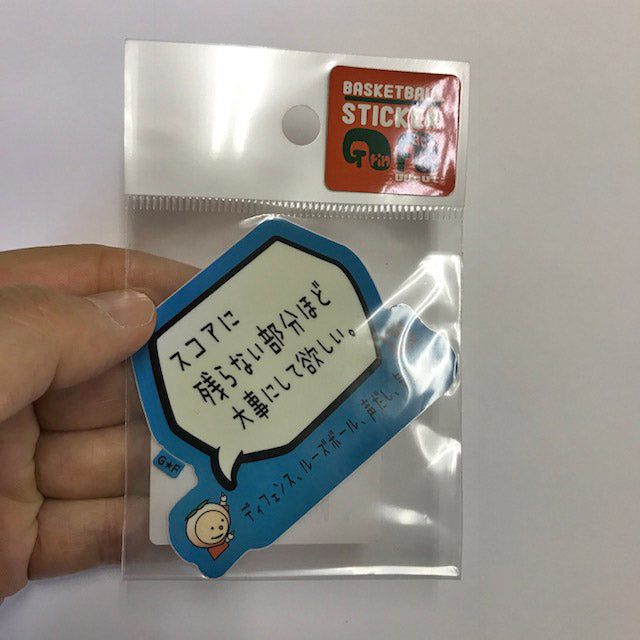 BASKETBALL
STICKER
スコアに
残らない部分ほど
大事にして欲しい。
ディフェンス、ルーズボール、声だし、
G★F